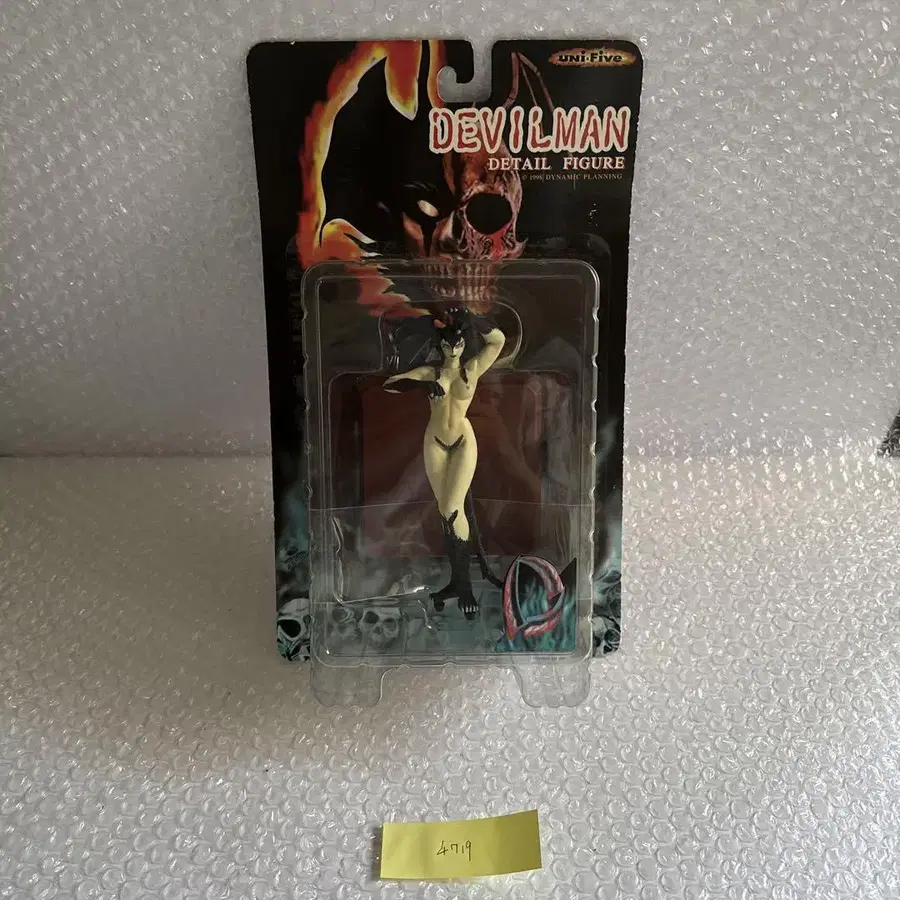 UNI-Five
DEVILMAN
DETAIL FIGURE
© 1998 DYNAMIC PLANNING
4719